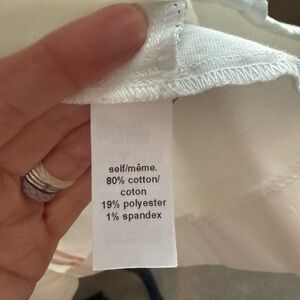 self/même.
80% cotton/
coton
19% polyester
1% spandex